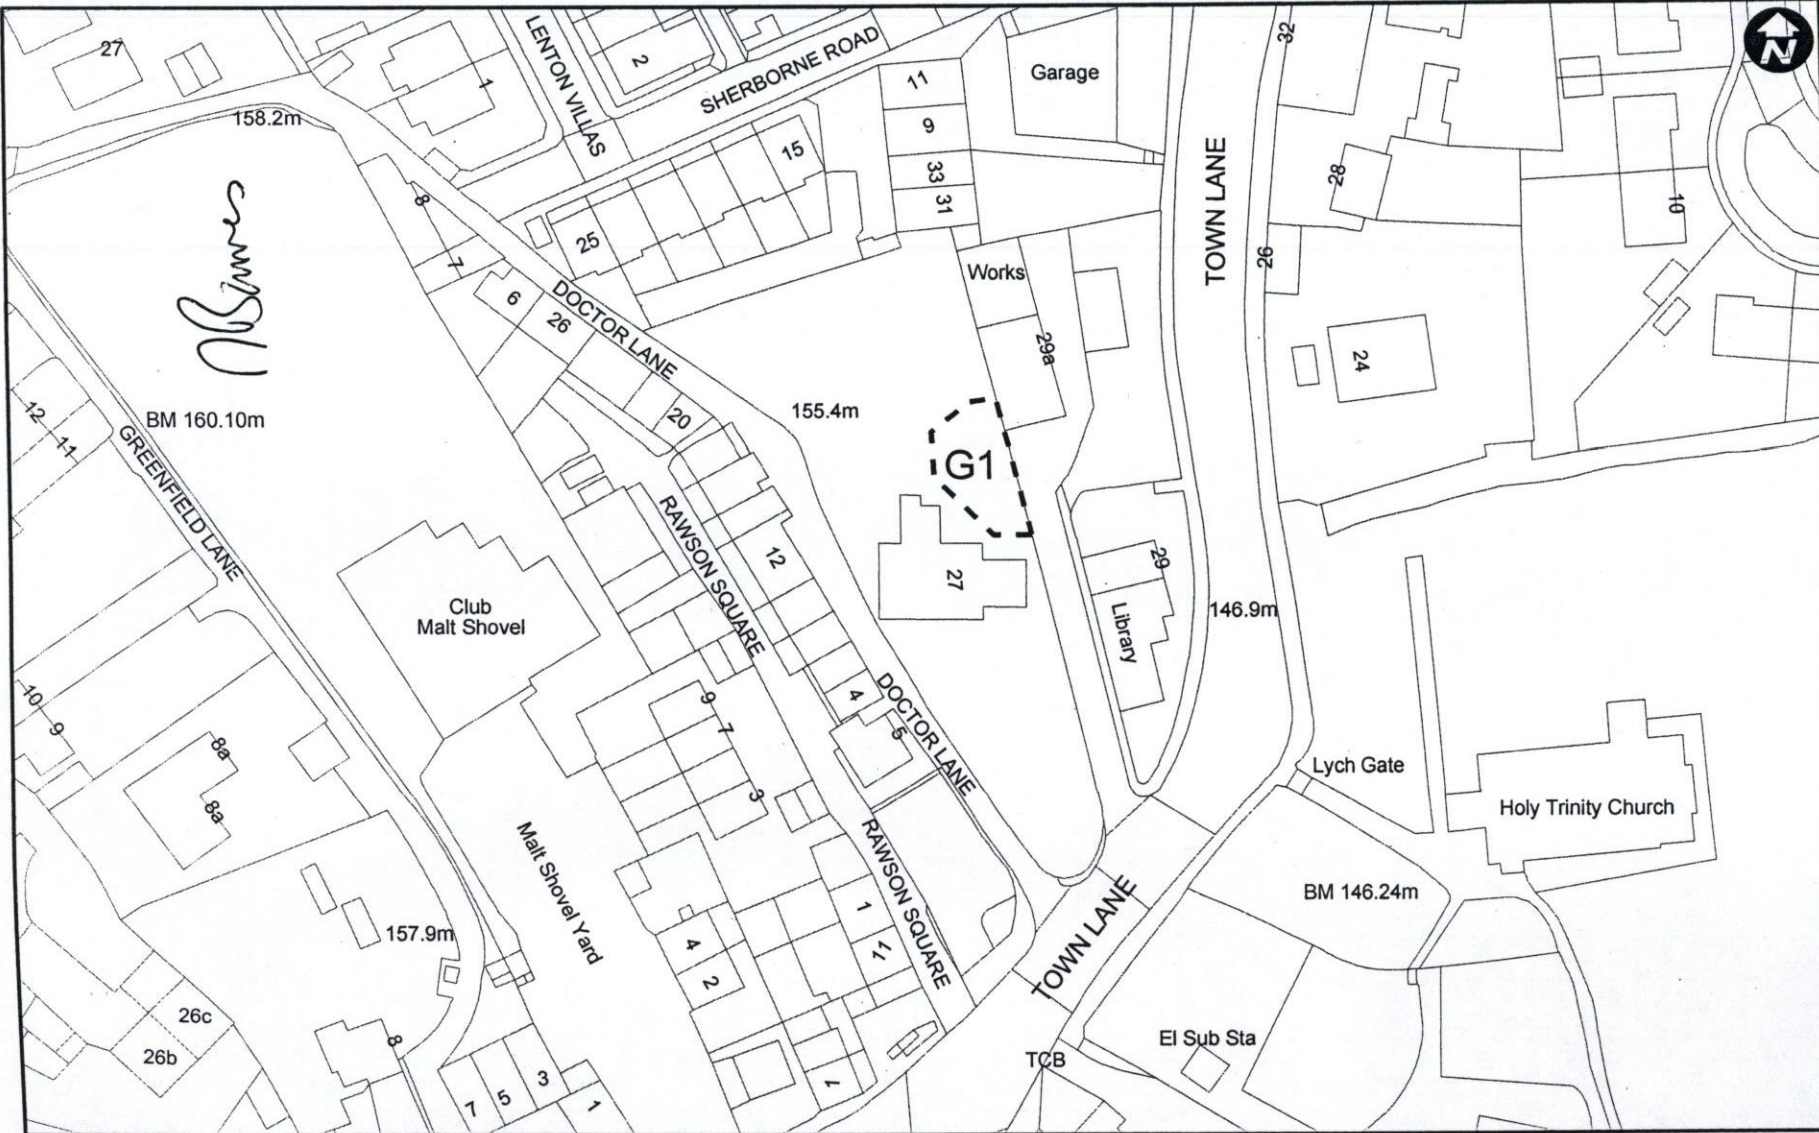 27
1
LENTON VILLAS
2
SHERBORNE ROAD
11
Garage
32
N
158.2m
9
15
33
31
TOWN LANE
28
10
8
7
25
Works
26
6
26
DOCTOR LANE
29a
24
12
11
BM 160.10m
20
155.4m
GREENFIELD LANE
G1
RAWSON SQUARE
12
27
29
Library
146.9m
Club
Malt Shovel
10
9
8a
8a
9
7
3
4
5
DOCTOR LANE
Lych Gate
Holy Trinity Church
Malt Shovel Yard
RAWSON SQUARE
TOWN LANE
BM 146.24m
157.9m
1
11
4
2
26c
26b
8
7
5
3
1
1
TCB
El Sub Sta